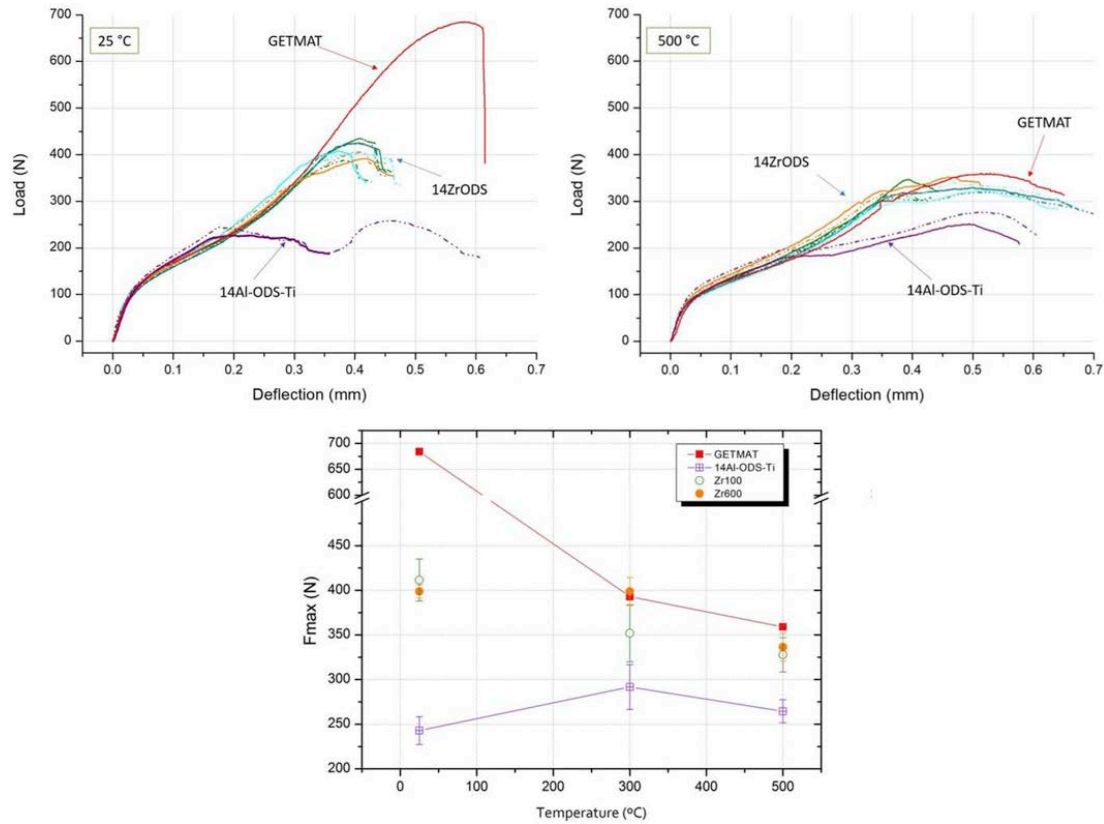 700
600
500
400
300
200
100
0
Load (N)
25 °C
GETMAT
14ZrODS
14Al-ODS-Ti
0.0 0.1 0.2 0.3 0.4 0.5 0.6 0.7
Deflection (mm)
700
600
500
400
300
200
100
0
Load (N)
500 °C
GETMAT
14ZrODS
14Al-ODS-Ti
0.0 0.1 0.2 0.3 0.4 0.5 0.6 0.7
Deflection (mm)
700
650
600
450
400
350
300
250
200
Fmax (N)
GETMAT
14Al-ODS-Ti
Zr100
Zr600
0 100 200 300 400 500
Temperature (ºC)